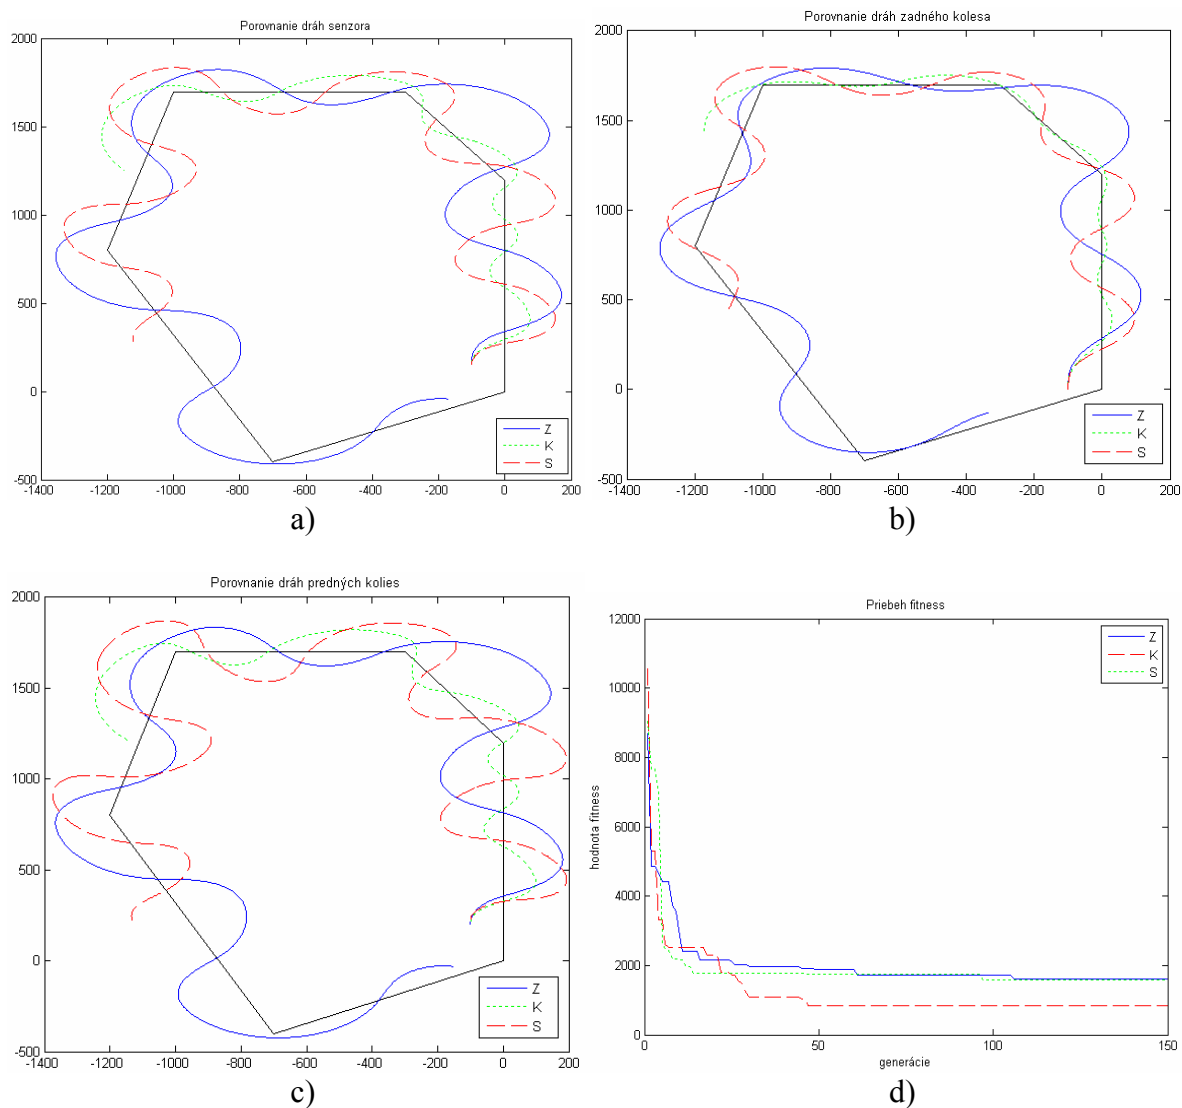 Porovnanie dráh senzora
2000
1500
1000
500
0
-500
-1400 -1200 -1000 -800 -600 -400 -200 0 200
Z
K
S
a)
Porovnanie dráh zadného kolesa
2000
1500
1000
500
0
-500
-1400 -1200 -1000 -800 -600 -400 -200 0 200
Z
K
S
b)
Porovnanie dráh predných kolies
2000
1500
1000
500
0
-500
-1400 -1200 -1000 -800 -600 -400 -200 0 200
Z
K
S
c)
Priebeh fitness
12000
10000
8000
6000
4000
2000
0
hodnota fitness
0 50 100 150
generácie
Z
K
S
d)